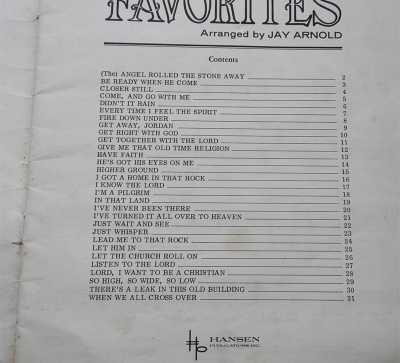 FAVORITES
Arranged by JAY ARNOLD
Contents
(The) ANGEL ROLLED THE STONE AWAY 2
BE READY WHEN HE COME 3
CLOSER STILL 4
COME, AND GO WITH ME 5
DIDN'T IT RAIN 6
EVERY TIME I FEEL THE SPIRIT 7
FIRE DOWN UNDER 8
GET AWAY, JORDAN 9
GET RIGHT WITH GOD 10
GET TOGETHER WITH THE LORD 11
GIVE ME THAT OLD TIME RELIGION 12
HAVE FAITH 13
HE'S GOT HIS EYES ON ME 14
HIGHER GROUND 15
I GOT A HOME IN THAT ROCK 16
I KNOW THE LORD 17
I'M A PILGRIM 18
IN THAT LAND 19
I'VE NEVER BEEN THERE 20
I'VE TURNED IT ALL OVER TO HEAVEN 21
JUST WAIT AND SEE 22
JUST WHISPER 23
LEAD ME TO THAT ROCK 24
LET HIM IN 25
LET THE CHURCH ROLL ON 26
LISTEN TO THE LORD 27
LORD, I WANT TO BE A CHRISTIAN 28
SO HIGH, SO WIDE, SO LOW 29
THERE'S A LEAK IN THIS OLD BUILDING 30
WHEN WE ALL CROSS OVER 31
HANSEN
PUBLICATIONS INC.